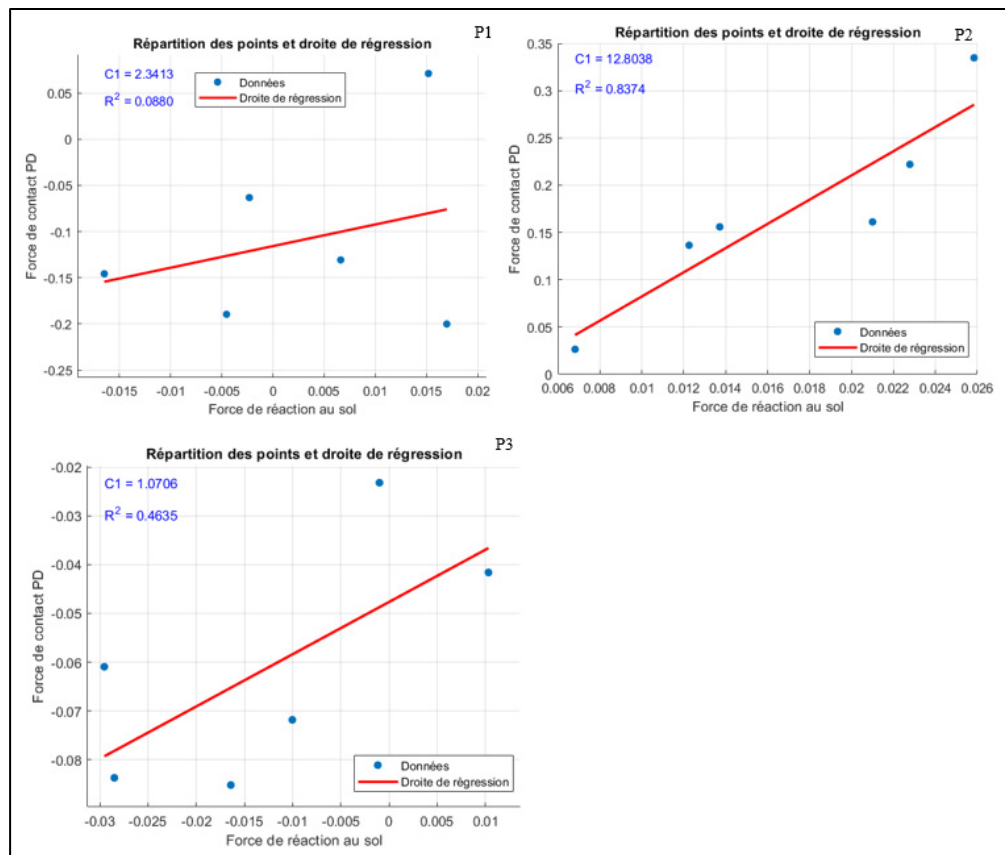 Répartition des points et droite de régression
P1
C1 = 2.3413
R² = 0.0880
Données
Droite de régression
Force de contact PD
0.05
0
-0.05
-0.1
-0.15
-0.2
-0.25
-0.015 -0.01 -0.005 0 0.005 0.01 0.015 0.02
Force de réaction au sol
Répartition des points et droite de régression
P2
C1 = 12.8038
R² = 0.8374
Force de contact PD
0.35
0.3
0.25
0.2
0.15
0.1
0.05
0
Données
Droite de régression
0.006 0.008 0.01 0.012 0.014 0.016 0.018 0.02 0.022 0.024 0.026
Force de réaction au sol
Répartition des points et droite de régression
P3
C1 = 1.0706
R² = 0.4635
Force de contact PD
-0.02
-0.03
-0.04
-0.05
-0.06
-0.07
-0.08
Données
Droite de régression
-0.03 -0.025 -0.02 -0.015 -0.01 -0.005 0 0.005 0.01
Force de réaction au sol